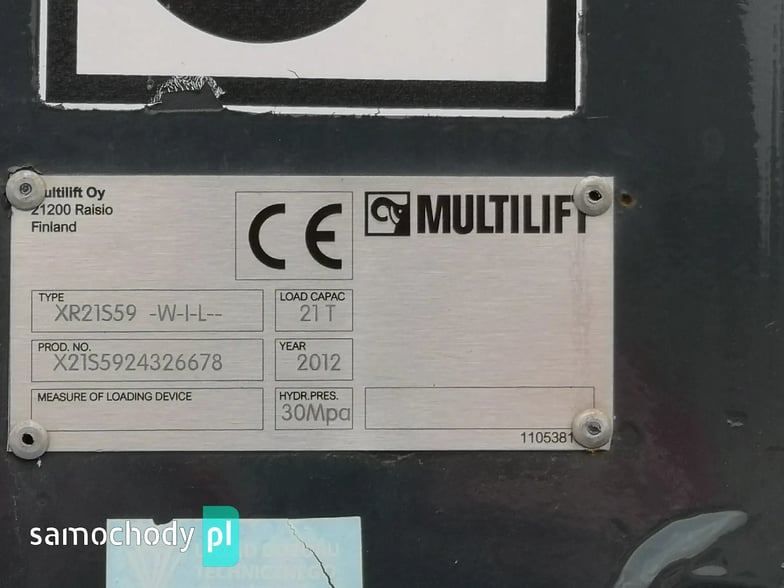 Multilift Oy
21200 Raisio
Finland
CE
MULTILIFT
TYPE
XR21S59 -W-I-L--
LOAD CAPAC
21 T
PROD. NO.
X21S5924326678
YEAR
2012
MEASURE OF LOADING DEVICE
HYDR.PRES.
30Mpa
1105381
samochody pl
TECHNICZNEGO